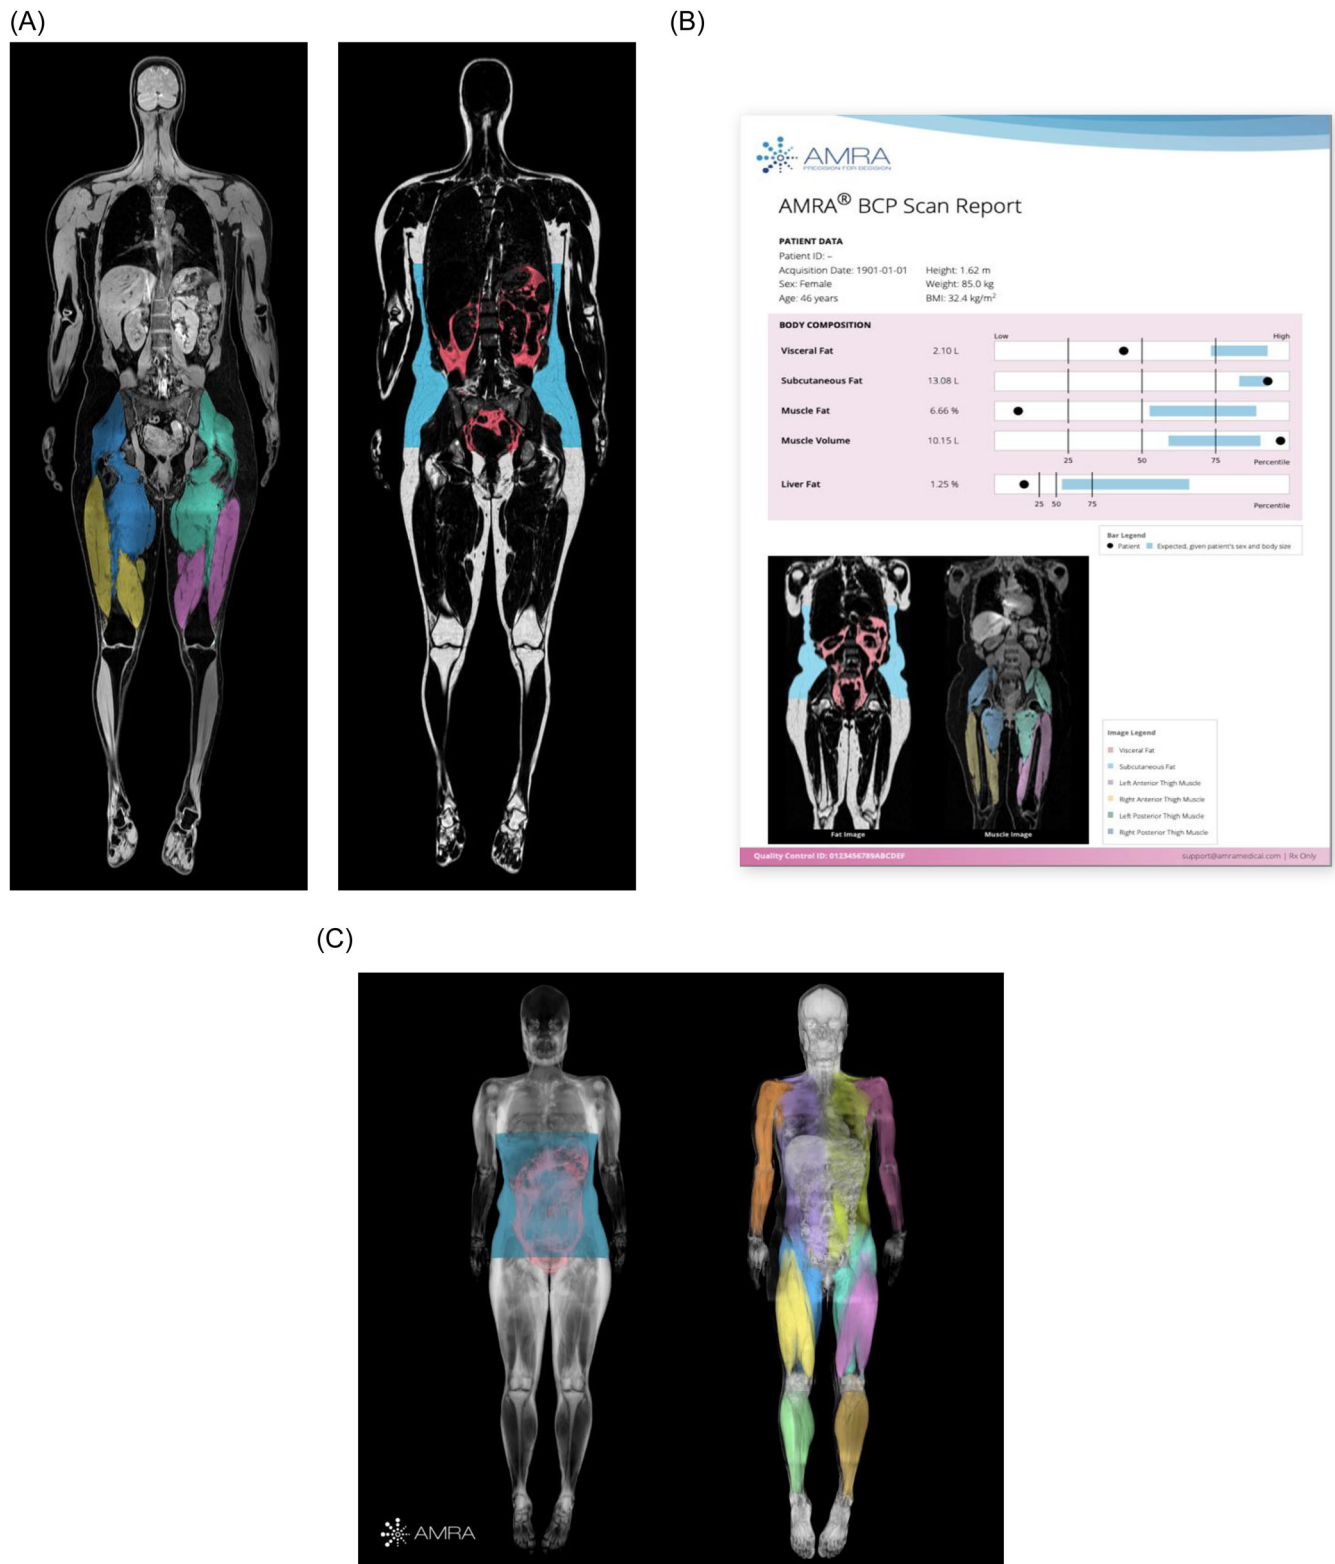 (A)
(B)
AMRA
PRECISION FOR DECISION
AMRA® BCP Scan Report
PATIENT DATA
Patient ID: –
Acquisition Date: 1901-01-01 Height: 1.62 m
Sex: Female Weight: 85.0 kg
Age: 46 years BMI: 32.4 kg/m²
BODY COMPOSITION
Low High
Visceral Fat 2.10 L
Subcutaneous Fat 13.08 L
Muscle Fat 6.66 %
Muscle Volume 10.15 L
25 50 75 Percentile
Liver Fat 1.25 %
25 50 75 Percentile
Bar Legend
Patient Expected, given patient's sex and body size
Image Legend
Visceral Fat
Subcutaneous Fat
Left Anterior Thigh Muscle
Right Anterior Thigh Muscle
Left Posterior Thigh Muscle
Right Posterior Thigh Muscle
Fat Image Muscle Image
Quality Control ID: 0123456789ABCDEF support@amramedical.com | Rx Only
(C)
AMRA